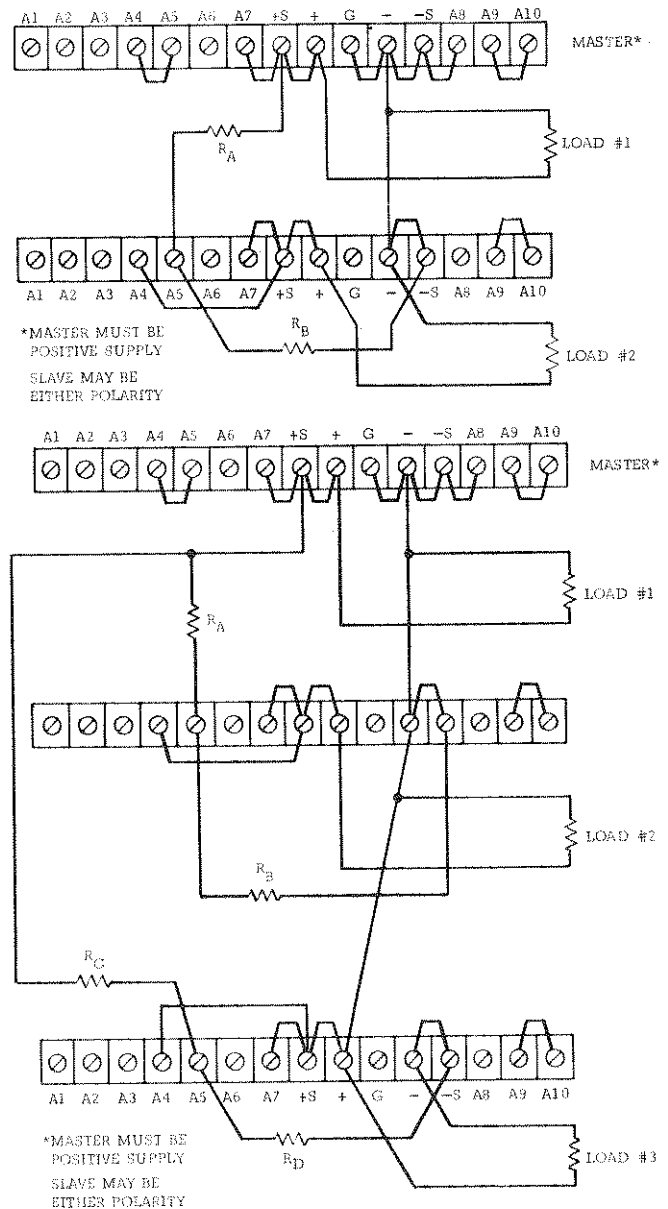 A1 A2 A3 A4 A5 A6 A7 +S + G - -S A8 A9 A10
MASTER*
R_A
LOAD #1
A1 A2 A3 A4 A5 A6 A7 +S + G - -S A8 A9 A10
*MASTER MUST BE
POSITIVE SUPPLY
SLAVE MAY BE
EITHER POLARITY
R_B
LOAD #2
A1 A2 A3 A4 A5 A6 A7 +S + G - -S A8 A9 A10
MASTER*
LOAD #1
R_A
LOAD #2
R_B
R_C
A1 A2 A3 A4 A5 A6 A7 +S + G - -S A8 A9 A10
*MASTER MUST BE
POSITIVE SUPPLY
SLAVE MAY BE
EITHER POLARITY
R_D
LOAD #3